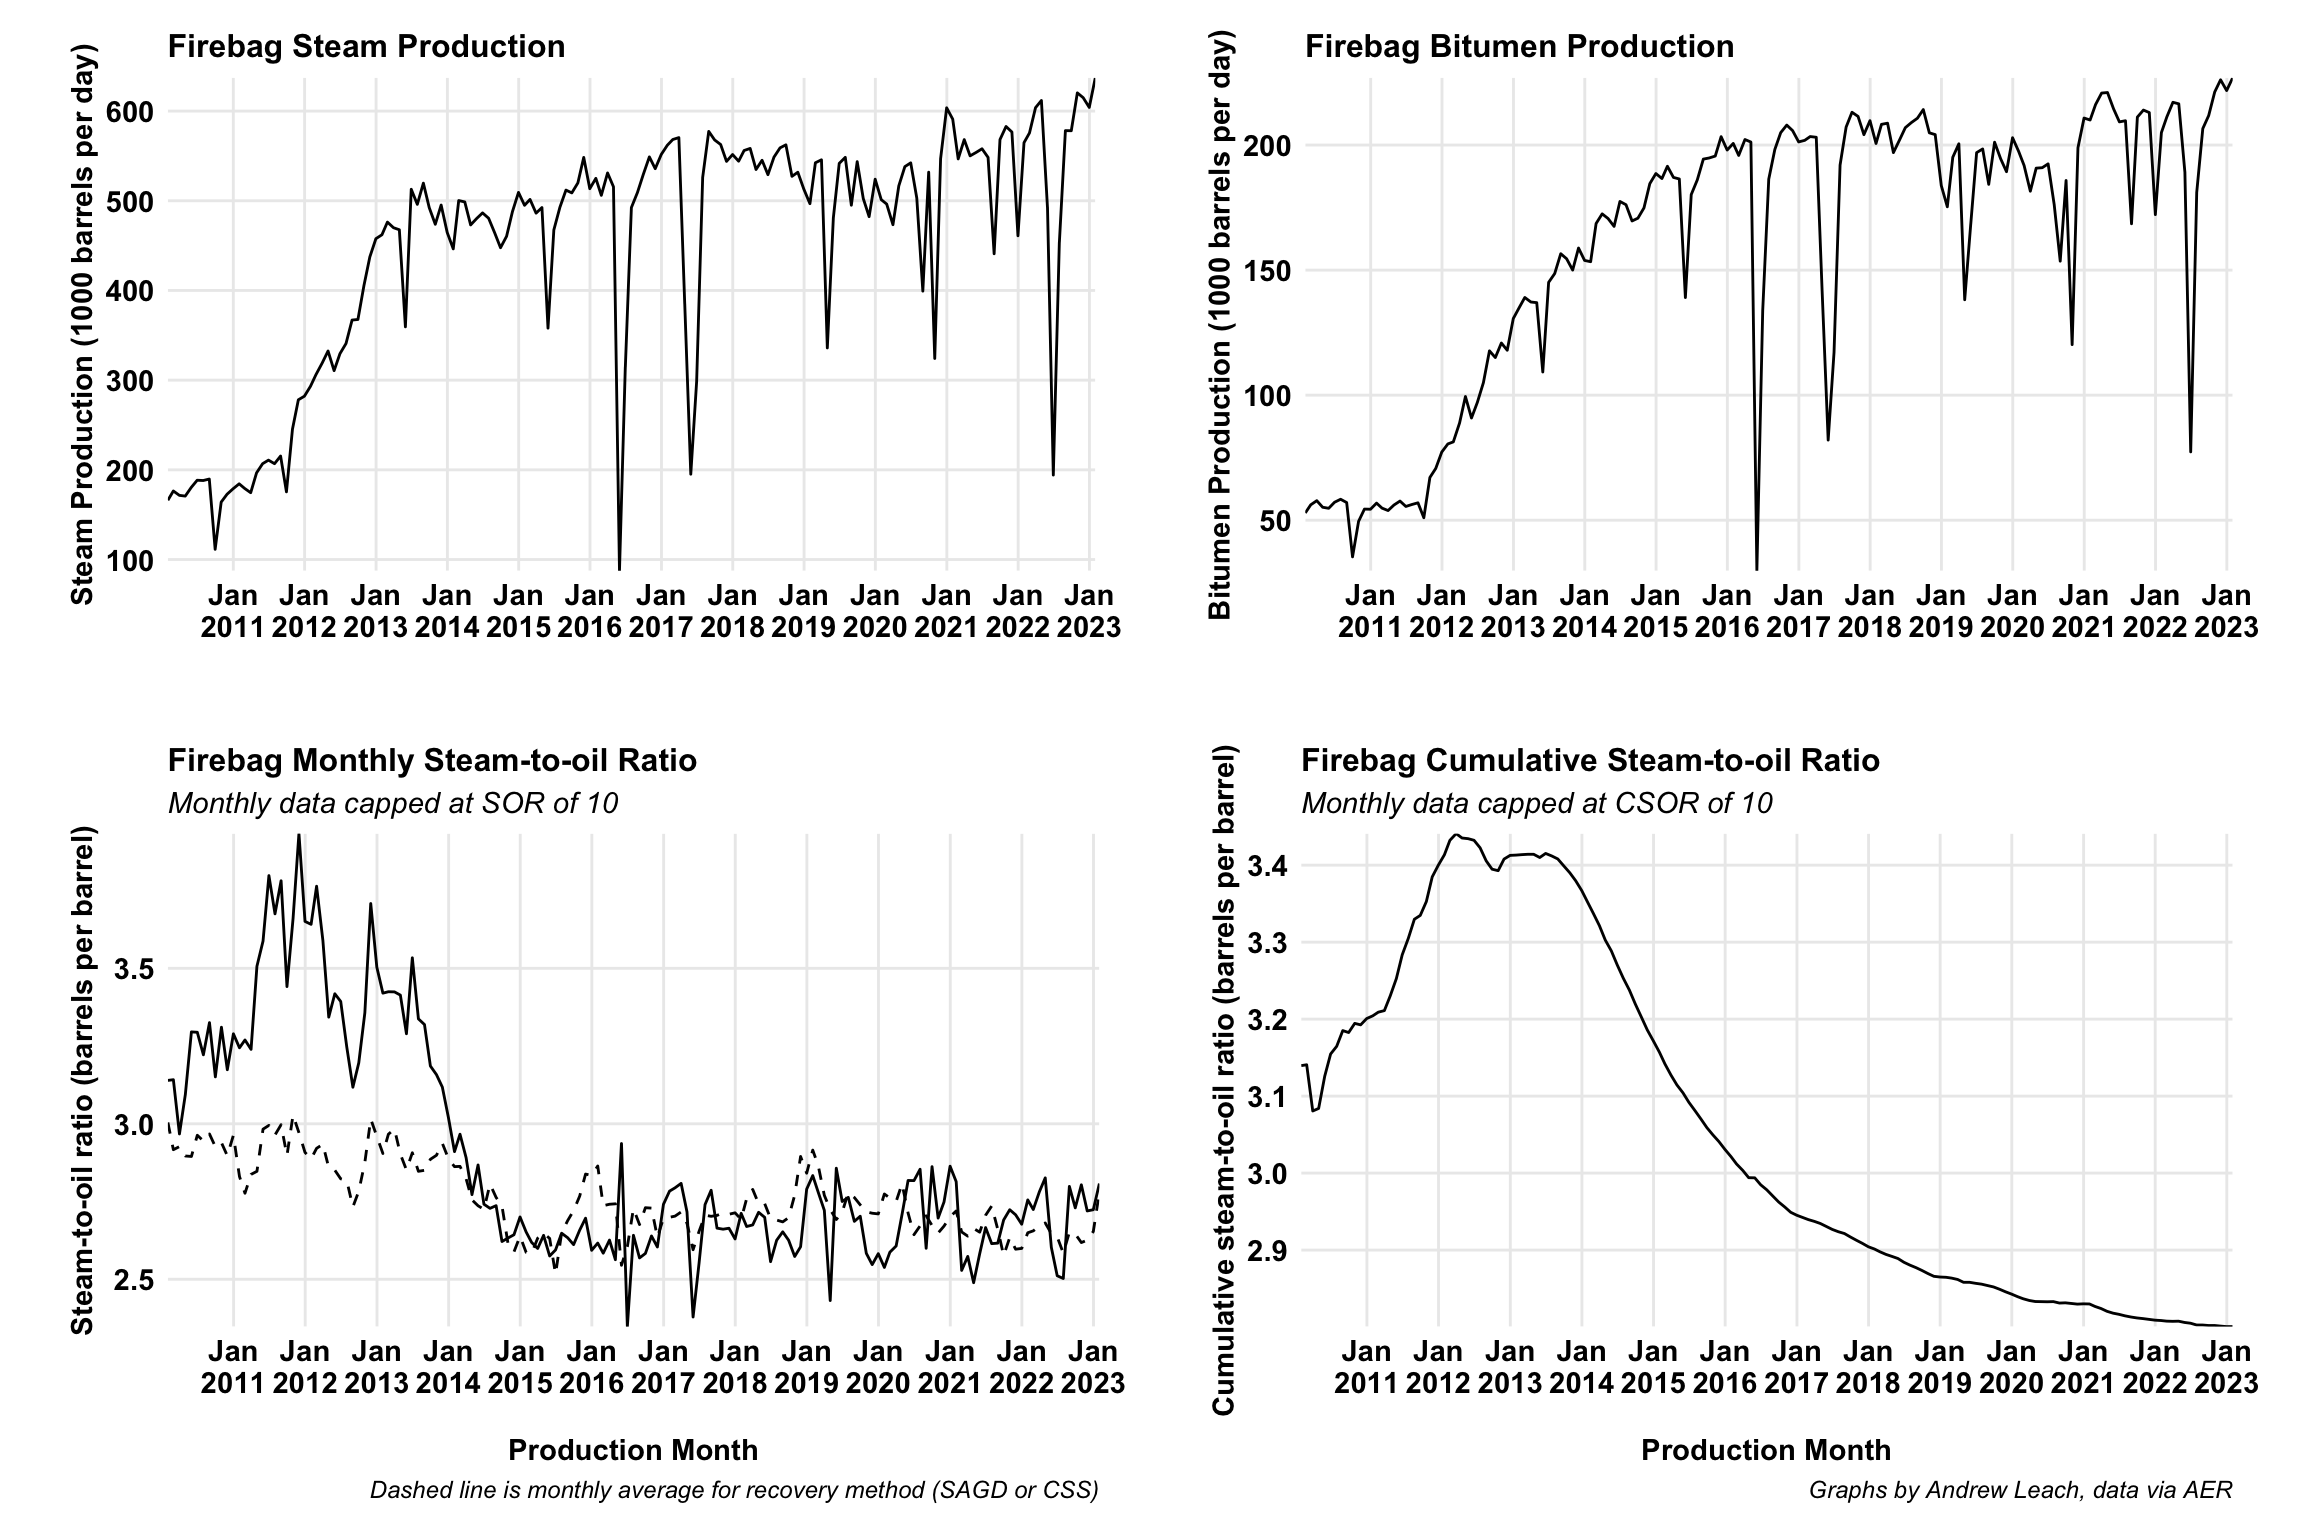 Firebag Steam Production
Steam Production (1000 barrels per day)
600
500
400
300
200
100
Jan Jan Jan Jan Jan Jan Jan Jan Jan Jan Jan Jan Jan
2011 2012 2013 2014 2015 2016 2017 2018 2019 2020 2021 2022 2023
Firebag Bitumen Production
Bitumen Production (1000 barrels per day)
200
150
100
50
Jan Jan Jan Jan Jan Jan Jan Jan Jan Jan Jan Jan Jan
2011 2012 2013 2014 2015 2016 2017 2018 2019 2020 2021 2022 2023
Firebag Monthly Steam-to-oil Ratio
Monthly data capped at SOR of 10
Steam-to-oil ratio (barrels per barrel)
3.5
3.0
2.5
Jan Jan Jan Jan Jan Jan Jan Jan Jan Jan Jan Jan Jan
2011 2012 2013 2014 2015 2016 2017 2018 2019 2020 2021 2022 2023
Production Month
Dashed line is monthly average for recovery method (SAGD or CSS)
Firebag Cumulative Steam-to-oil Ratio
Monthly data capped at CSOR of 10
Cumulative steam-to-oil ratio (barrels per barrel)
3.4
3.3
3.2
3.1
3.0
2.9
Jan Jan Jan Jan Jan Jan Jan Jan Jan Jan Jan Jan Jan
2011 2012 2013 2014 2015 2016 2017 2018 2019 2020 2021 2022 2023
Production Month
Graphs by Andrew Leach, data via AER